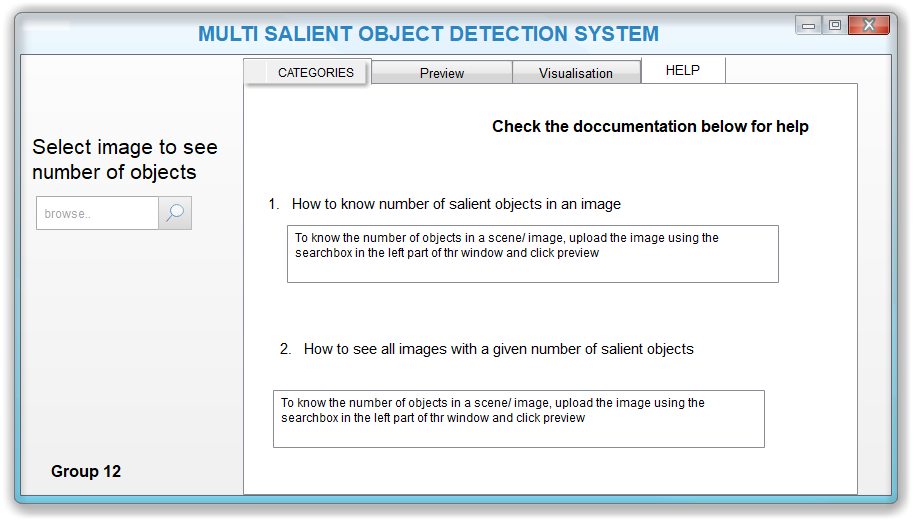 MULTI SALIENT OBJECT DETECTION SYSTEM
CATEGORIES
Preview
Visualisation
HELP
Select image to see
number of objects
browse..
Check the doccumentation below for help
1. How to know number of salient objects in an image
To know the number of objects in a scene/ image, upload the image using the
searchbox in the left part of thr window and click preview
2. How to see all images with a given number of salient objects
To know the number of objects in a scene/ image, upload the image using the
searchbox in the left part of thr window and click preview
Group 12